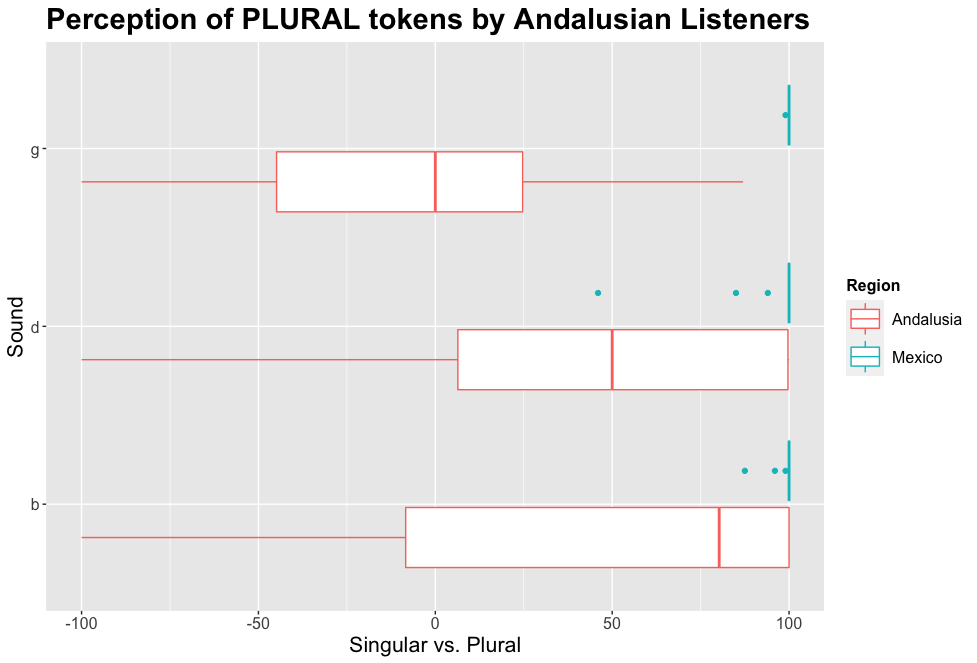 Perception of PLURAL tokens by Andalusian Listeners
Sound
g
d
b
-100
-50
0
50
100
Singular vs. Plural
Region
Andalusia
Mexico